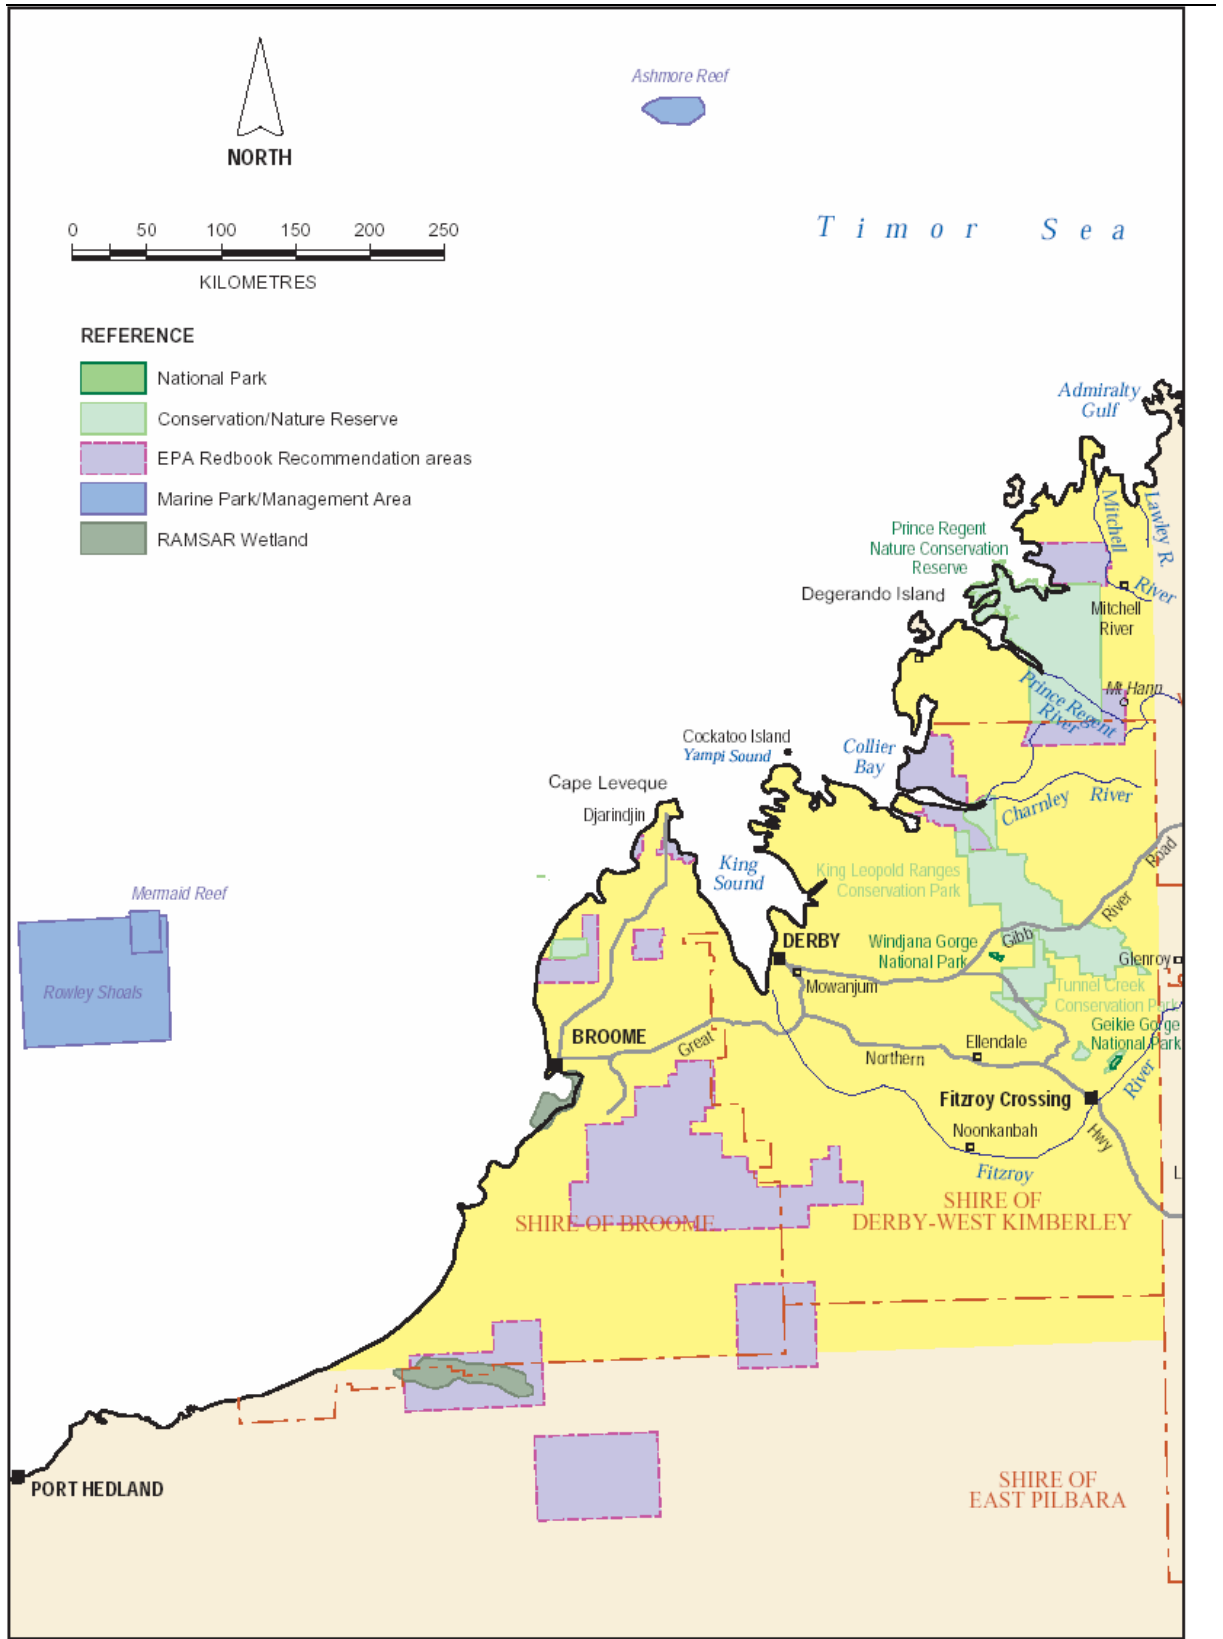 Ashmore Reef
NORTH
0 50 100 150 200 250
KILOMETRES
Timor Sea
REFERENCE
National Park
Conservation/Nature Reserve
EPA Redbook Recommendation areas
Marine Park/Management Area
RAMSAR Wetland
Admiralty
Gulf
Mitchell
River
Lawley R.
Prince Regent
Nature Conservation
Reserve
Degerando Island
Mitchell
River
Mt Hann
Prince Regent
River
Cockatoo Island
Yampi Sound
Collier
Bay
Cape Leveque
Djarindjin
Charnley River
King
Sound
King Leopold Ranges
Conservation Park
Gibb River Road
Mermaid Reef
Rowley Shoals
DERBY
Mowanjum
Windjana Gorge
National Park
Glenroy
Tunnel Creek
Conservation Park
Geikie Gorge
National Park
BROOME
Great Northern Hwy
Ellendale
Fitzroy Crossing
Noonkanbah
Fitzroy River
L
SHIRE OF BROOME
SHIRE OF
DERBY-WEST KIMBERLEY
PORT HEDLAND
SHIRE OF
EAST PILBARA